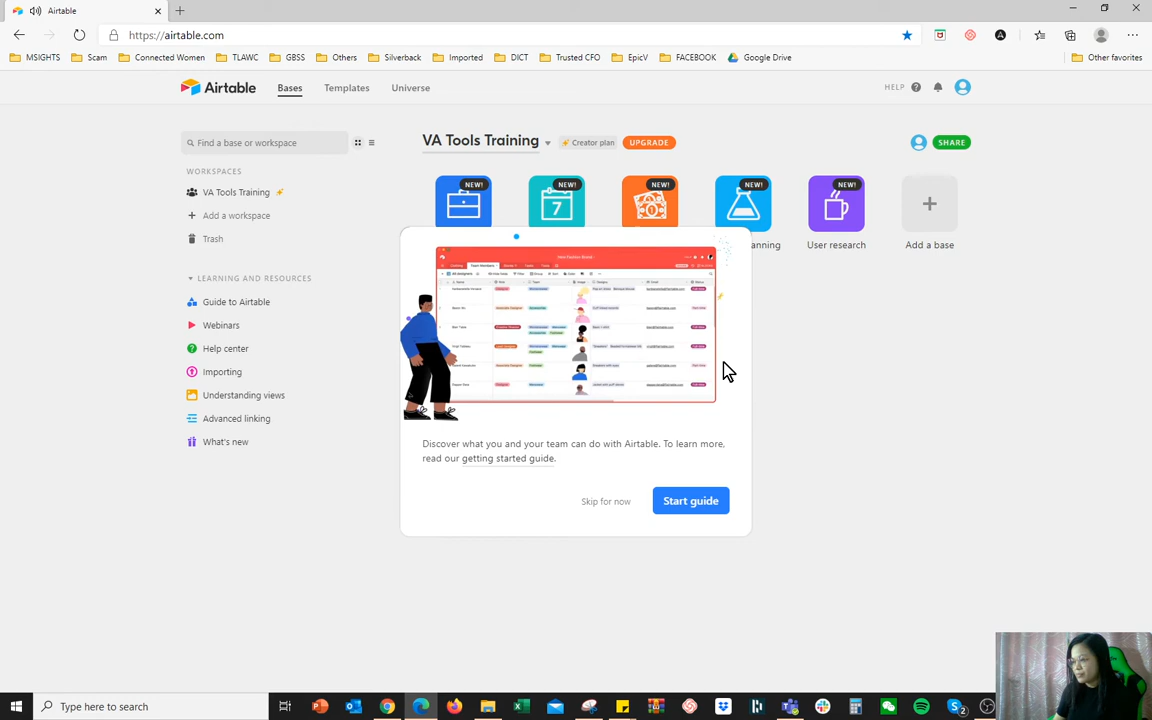 Airtable
https://airtable.com
MSIGHTS
Scam
Connected Women
TLAWC
GBSS
Others
Silverback
Imported
DICT
Trusted CFO
EpicV
FACEBOOK
Google Drive
Other favorites
Airtable
Bases
Templates
Universe
HELP
Find a base or workspace
VA Tools Training
Creator plan
UPGRADE
SHARE
WORKSPACES
VA Tools Training
Add a workspace
Trash
NEW!
NEW!
NEW!
NEW!
NEW!
7
anning
User research
Add a base
LEARNING AND RESOURCES
Guide to Airtable
Webinars
Help center
Importing
Understanding views
Advanced linking
What's new
Discover what you and your team can do with Airtable. To learn more,
read our getting started guide.
Skip for now
Start guide
Type here to search